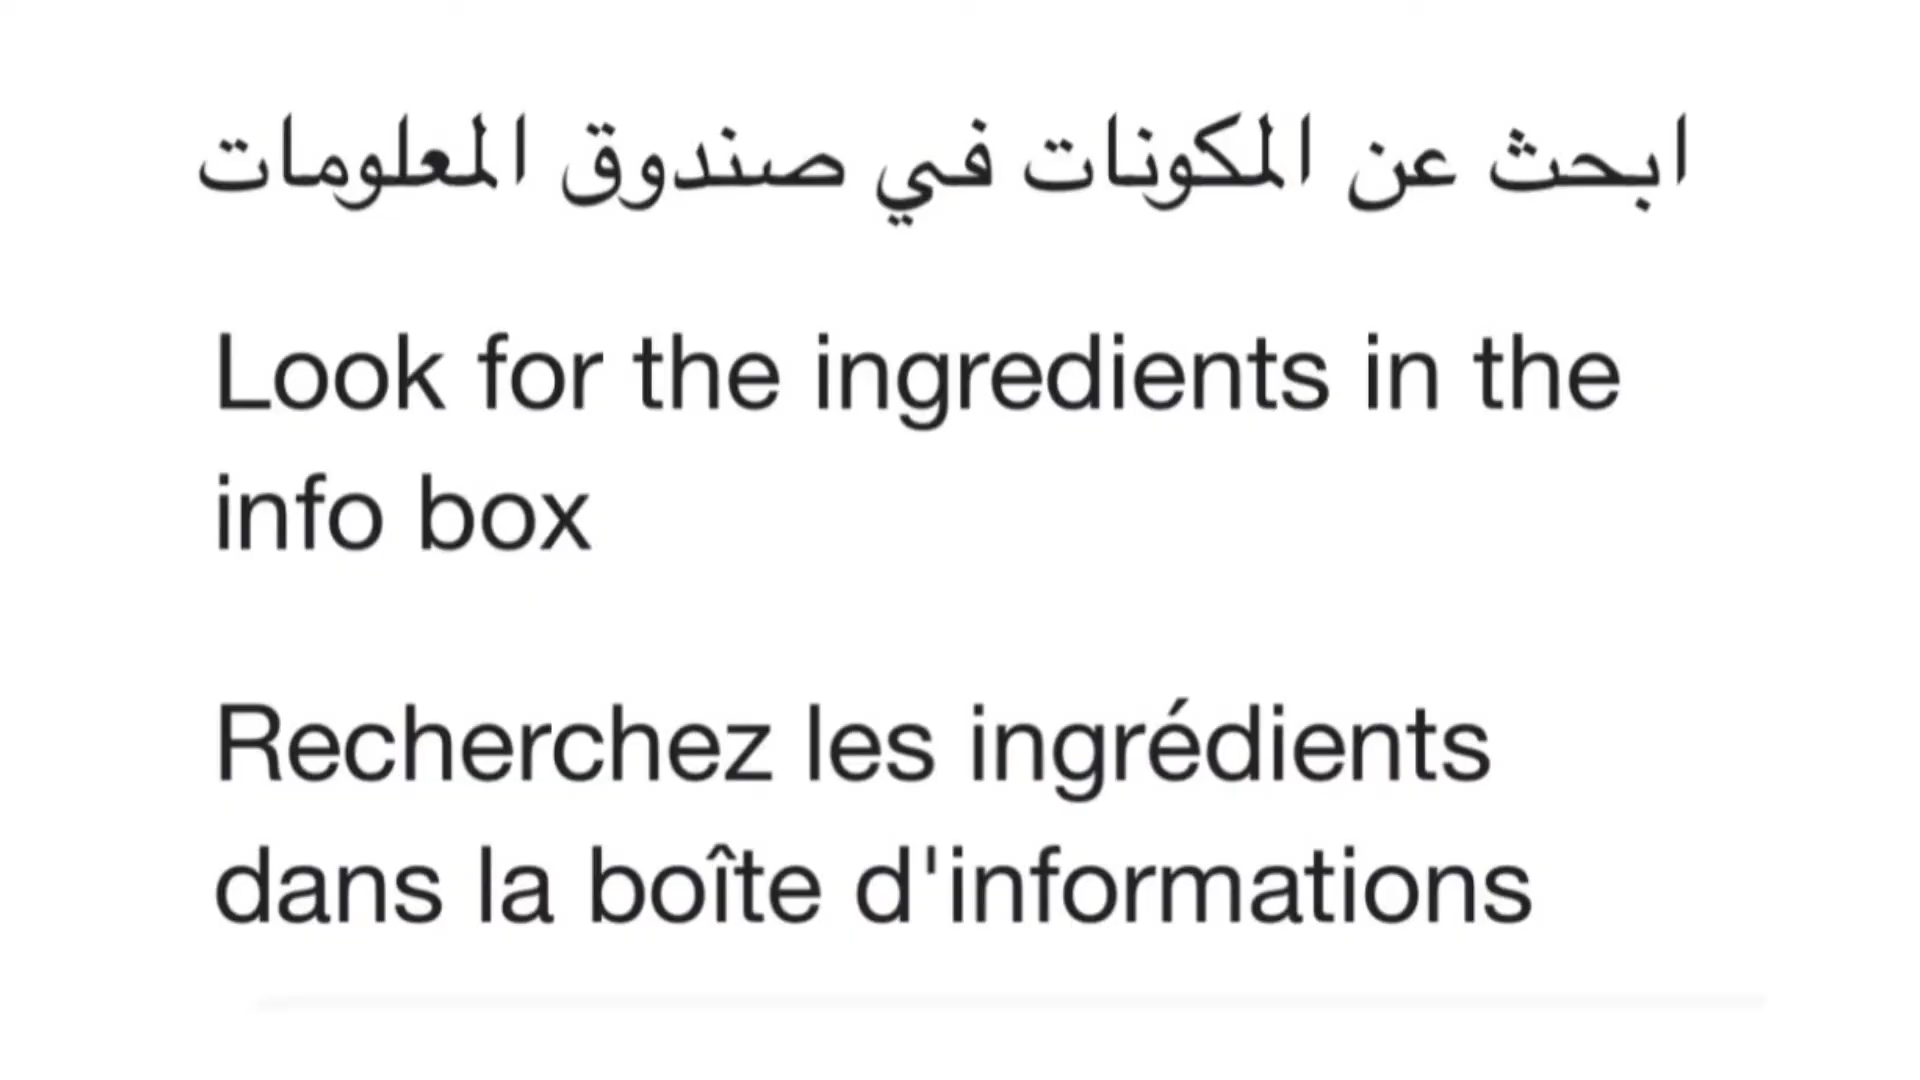 ابحث عن المكونات في صندوق المعلومات
Look for the ingredients in the
info box
Recherchez les ingrédients
dans la boîte d'informations